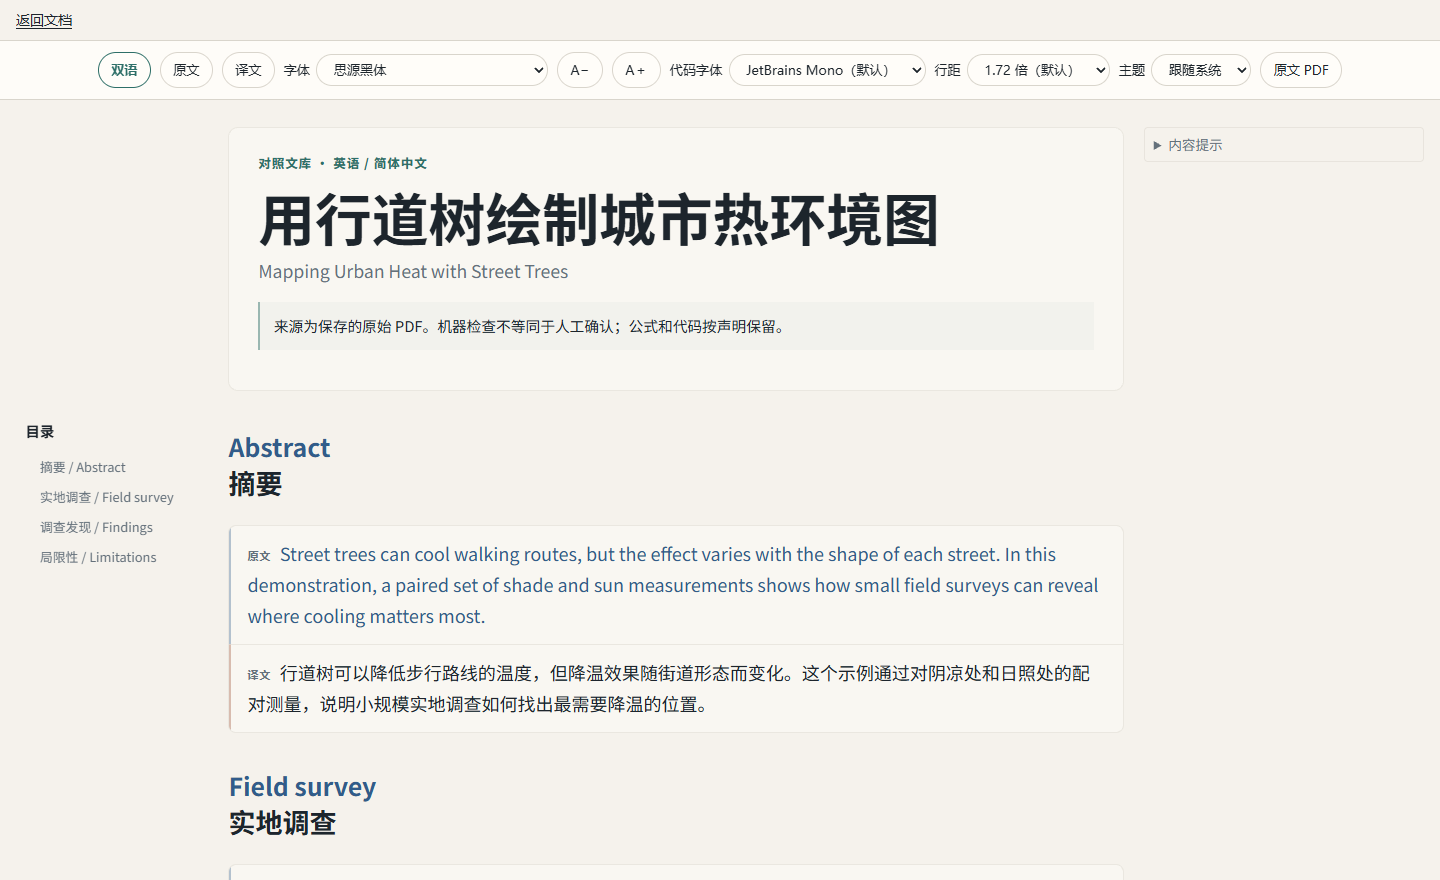 返回文档
双语 原文 译文 字体 思源黑体 A− A+ 代码字体 JetBrains Mono（默认） 行距 1.72 倍（默认） 主题 跟随系统 原文 PDF
对照文库 · 英语 / 简体中文
用行道树绘制城市热环境图
Mapping Urban Heat with Street Trees
来源为保存的原始 PDF。机器检查不等同于人工确认；公式和代码按声明保留。
内容提示
目录
摘要 / Abstract
实地调查 / Field survey
调查发现 / Findings
局限性 / Limitations
Abstract
摘要
原文 Street trees can cool walking routes, but the effect varies with the shape of each street. In this
demonstration, a paired set of shade and sun measurements shows how small field surveys can reveal
where cooling matters most.
译文 行道树可以降低步行路线的温度，但降温效果随街道形态而变化。这个示例通过对阴凉处和日照处的配
对测量，说明小规模实地调查如何找出最需要降温的位置。
Field survey
实地调查